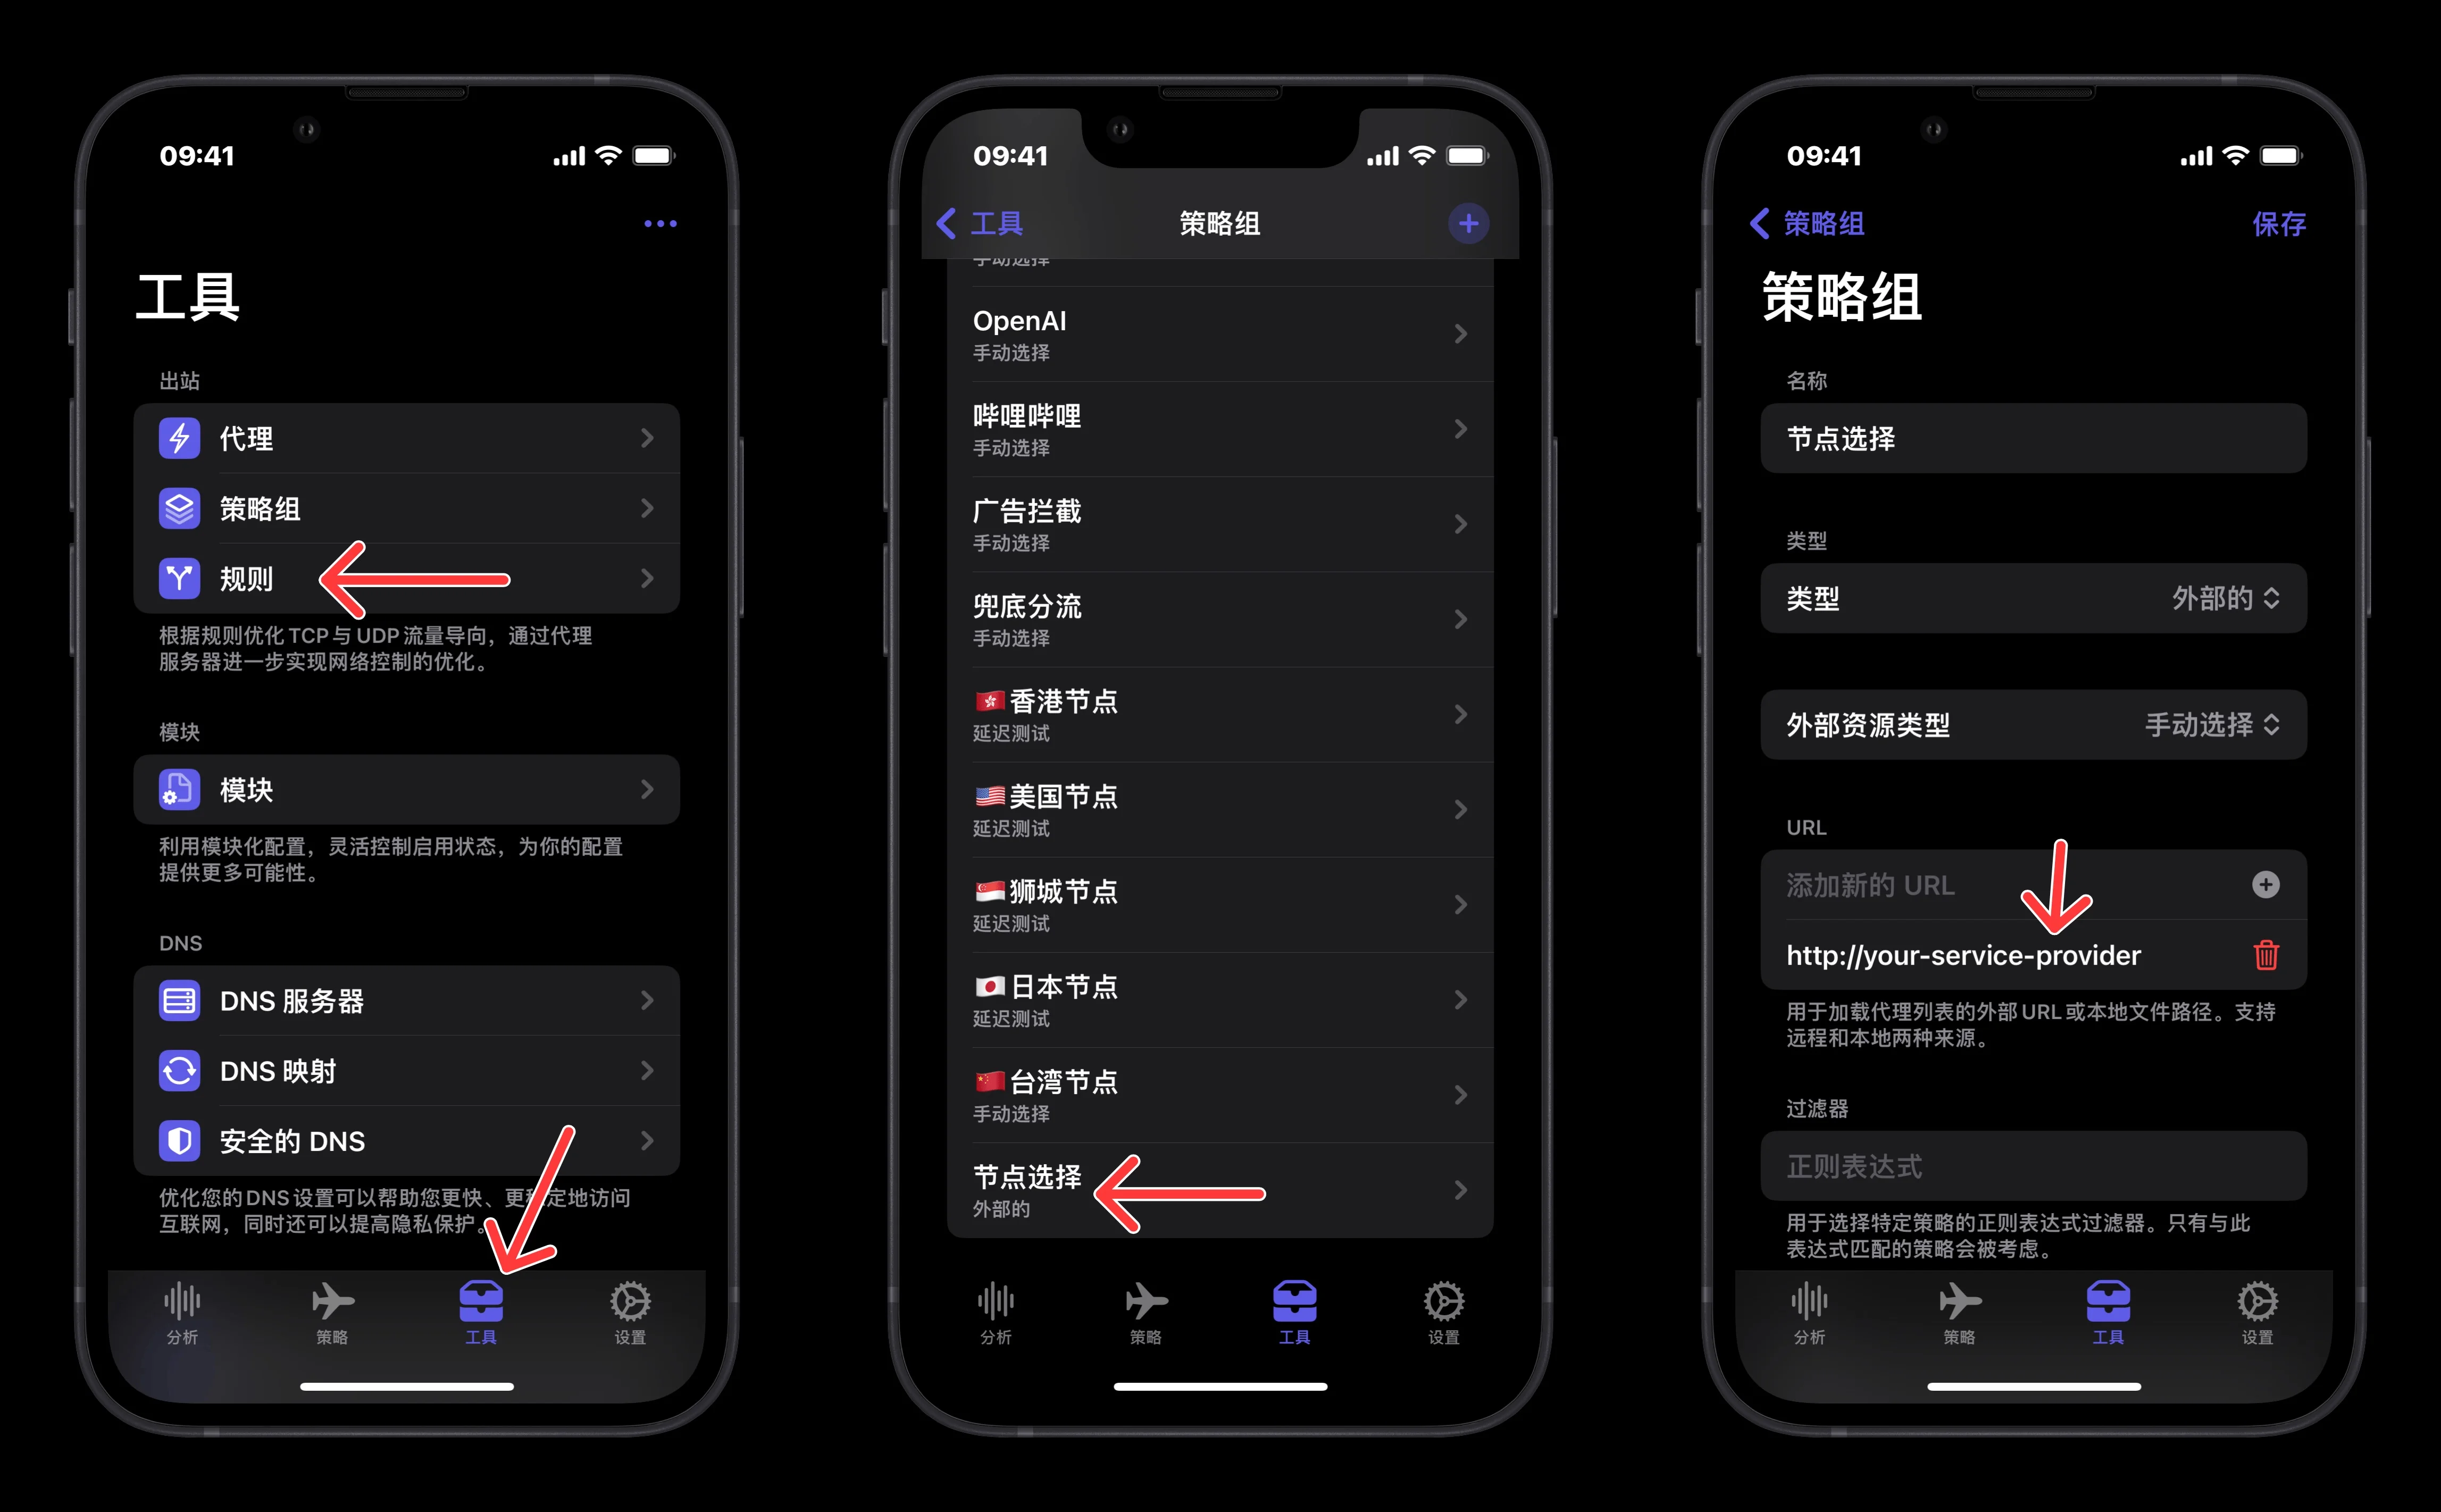 09:41
工具
出站
代理
策略组
规则
根据规则优化 TCP 与 UDP 流量导向，通过代理
服务器进一步实现网络控制的优化。
模块
模块
利用模块化配置，灵活控制启用状态，为你的配置
提供更多可能性。
DNS
DNS 服务器
DNS 映射
安全的 DNS
优化您的DNS设置可以帮助您更快、更稳定地访问
互联网，同时还可以提高隐私保护。
分析
策略
工具
设置
09:41
工具
策略组
手动选择
OpenAI
手动选择
哔哩哔哩
手动选择
广告拦截
手动选择
兜底分流
手动选择
🇭🇰香港节点
延迟测试
🇺🇸美国节点
延迟测试
🇸🇬狮城节点
延迟测试
🇯🇵日本节点
延迟测试
🇨🇳台湾节点
手动选择
节点选择
外部的
分析
策略
工具
设置
09:41
策略组
保存
策略组
名称
节点选择
类型
类型
外部的
外部资源类型
手动选择
URL
添加新的 URL
http://your-service-provider
用于加载代理列表的外部 URL 或本地文件路径。支持
远程和本地两种来源。
过滤器
正则表达式
用于选择特定策略的正则表达式过滤器。只有与此
表达式匹配的策略会被考虑。
分析
策略
工具
设置